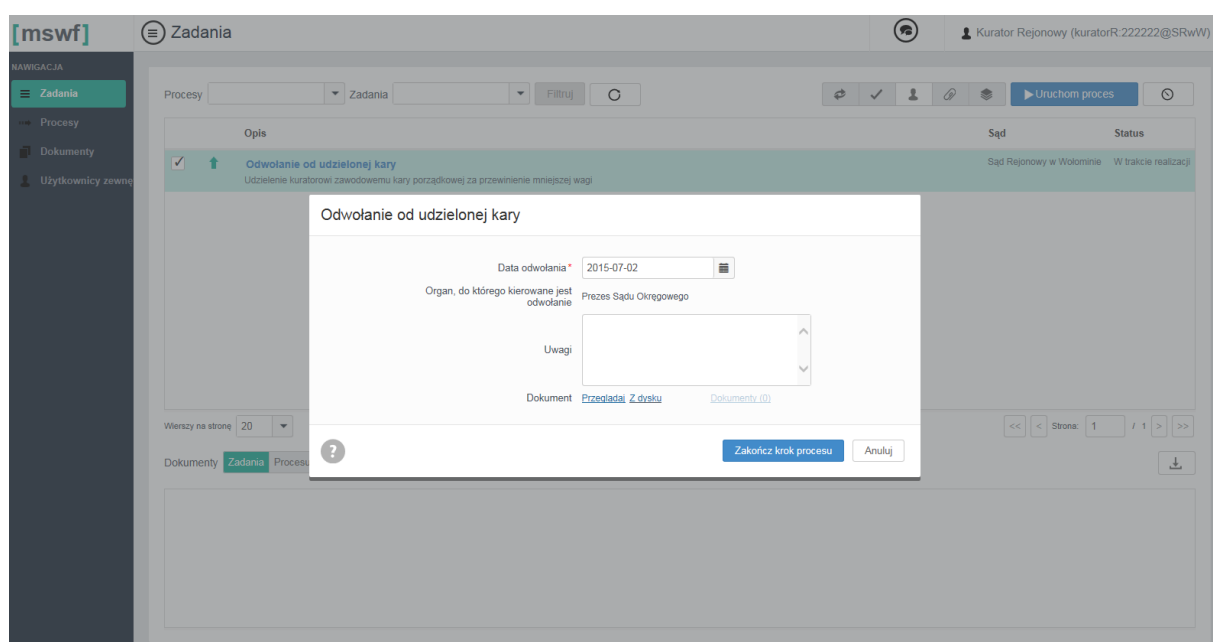 [mswf]
Zadania
Kurator Rejonowy (kuratorR:222222@SRwW)
NAWIGACJA
Zadania
Procesy
Dokumenty
Użytkownicy zewnę
Procesy
Zadania
Filtruj
Uruchom proces
Opis
Sąd
Status
Odwołanie od udzielonej kary
Udzielenie kuratorowi zawodowemu kary porządkowej za przewinienie mniejszej wagi
Sąd Rejonowy w Wołominie
W trakcie realizacji
Odwołanie od udzielonej kary
Data odwołania*
2015-07-02
Organ, do którego kierowane jest
odwołanie
Prezes Sądu Okręgowego
Uwagi
Dokument
Przeglądaj Z dysku
Dokumenty (0)
?
Zakończ krok procesu
Anuluj
Wierszy na stronę 20
<< < Strona: 1 / 1 > >>
Dokumenty Zadania Procesu